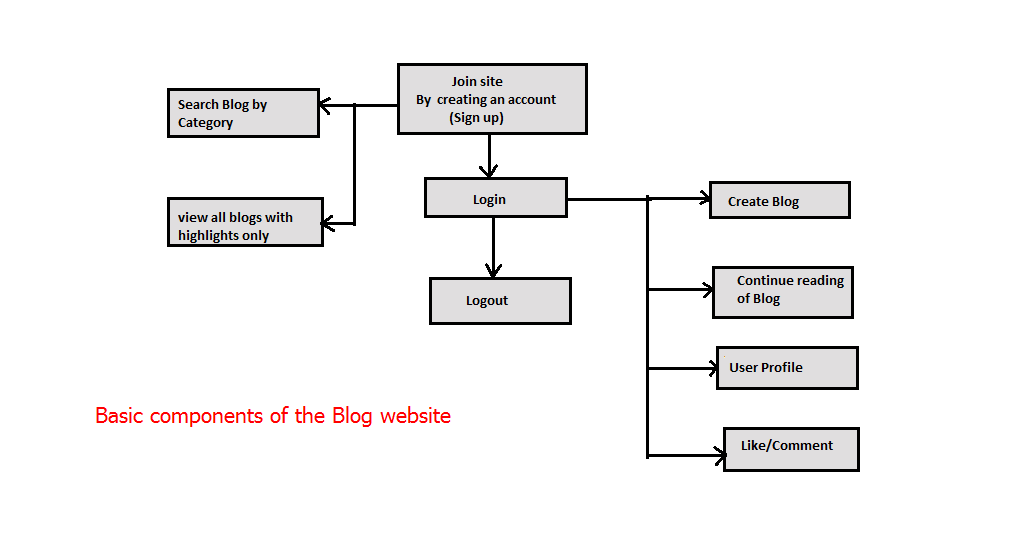 Join site
By creating an account
(Sign up)
Search Blog by
Category
Login
Create Blog
view all blogs with
highlights only
Continue reading
of Blog
Logout
User Profile
Basic components of the Blog website
Like/Comment